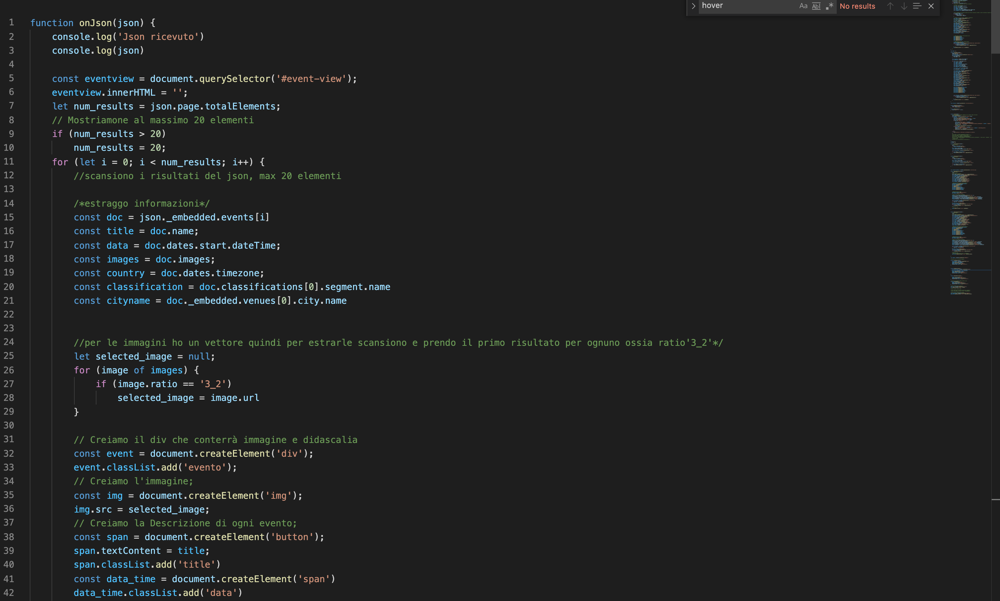 hover Aa Abl .* No results
1 function onJson(json) {
2     console.log('Json ricevuto')
3     console.log(json)
4
5     const eventview = document.querySelector('#event-view');
6     eventview.innerHTML = '';
7     let num_results = json.page.totalElements;
8     // Mostriamone al massimo 20 elementi
9     if (num_results > 20)
10         num_results = 20;
11     for (let i = 0; i < num_results; i++) {
12         //scansiono i risultati del json, max 20 elementi
13
14         /*estraggo informazioni*/
15         const doc = json._embedded.events[i]
16         const title = doc.name;
17         const data = doc.dates.start.dateTime;
18         const images = doc.images;
19         const country = doc.dates.timezone;
20         const classification = doc.classifications[0].segment.name
21         const cityname = doc._embedded.venues[0].city.name
22
23
24         //per le immagini ho un vettore quindi per estrarle scansiono e prendo il primo risultato per ognuno ossia ratio'3_2'*/
25         let selected_image = null;
26         for (image of images) {
27             if (image.ratio == '3_2')
28                 selected_image = image.url
29         }
30
31         // Creiamo il div che conterrà immagine e didascalia
32         const event = document.createElement('div');
33         event.classList.add('evento');
34         // Creiamo l'immagine;
35         const img = document.createElement('img');
36         img.src = selected_image;
37         // Creiamo la Descrizione di ogni evento;
38         const span = document.createElement('button');
39         span.textContent = title;
40         span.classList.add('title')
41         const data_time = document.createElement('span')
42         data_time.classList.add('data')